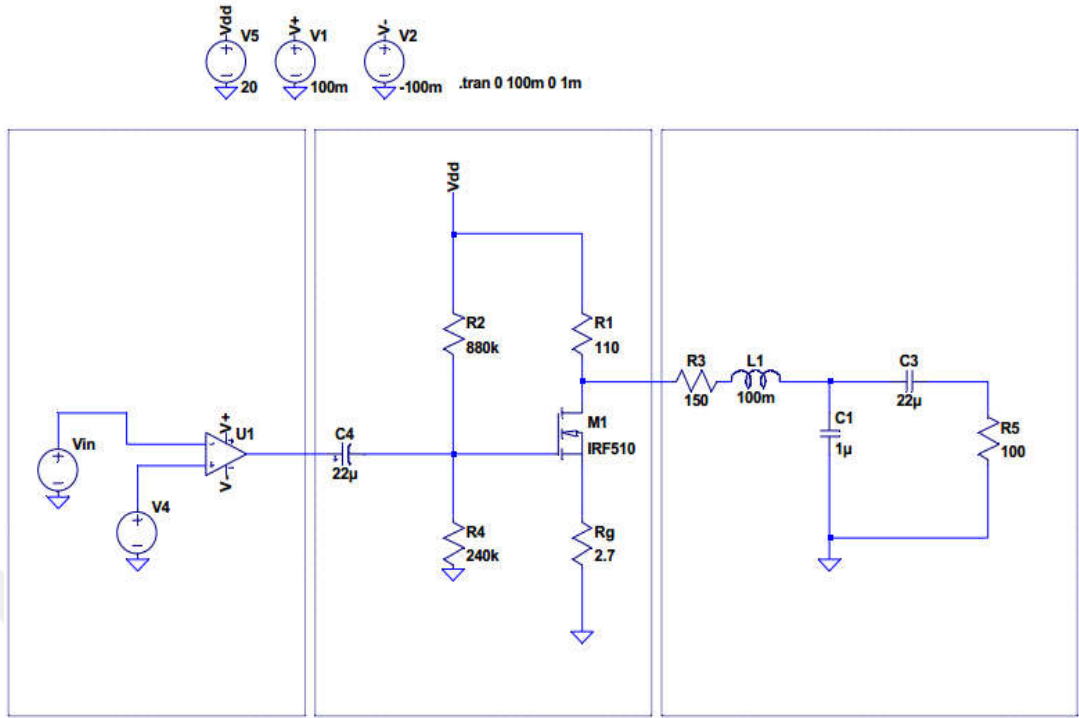 Vdd
V5
20
V+
V1
100m
V-
V2
-100m
.tran 0 100m 0 1m
Vin
V4
V+
U1
V-
C4
22µ
Vdd
R2
880k
R1
110
M1
IRF510
R4
240k
Rg
2.7
R3
150
L1
100m
C3
22µ
C1
1µ
R5
100